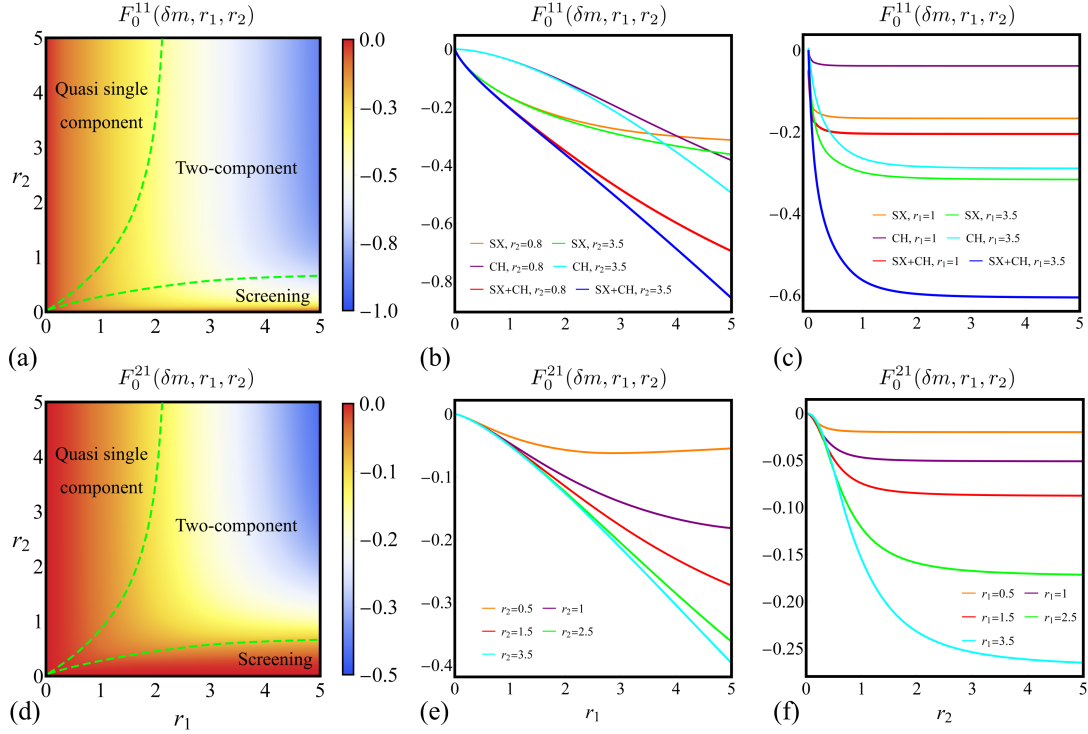 F_0^{11}(δm, r_1, r_2)
5
4
3
2
1
0
r_2
0 1 2 3 4 5
Quasi single
component
Two-component
Screening
0.0
−0.3
−0.5
−0.8
−1.0
(a)
F_0^{11}(δm, r_1, r_2)
0
−0.2
−0.4
−0.6
−0.8
0 1 2 3 4 5
SX, r_2=0.8 SX, r_2=3.5
CH, r_2=0.8 CH, r_2=3.5
SX+CH, r_2=0.8 SX+CH, r_2=3.5
(b)
F_0^{11}(δm, r_1, r_2)
0
−0.2
−0.4
−0.6
0 1 2 3 4 5
SX, r_1=1 SX, r_1=3.5
CH, r_1=1 CH, r_1=3.5
SX+CH, r_1=1 SX+CH, r_1=3.5
(c)
F_0^{21}(δm, r_1, r_2)
5
4
3
2
1
0
r_2
0 1 2 3 4 5
r_1
Quasi single
component
Two-component
Screening
0.0
−0.1
−0.2
−0.3
−0.5
(d)
F_0^{21}(δm, r_1, r_2)
0
−0.1
−0.2
−0.3
−0.4
0 1 2 3 4 5
r_1
r_2=0.5 r_2=1
r_2=1.5 r_2=2.5
r_2=3.5
(e)
F_0^{21}(δm, r_1, r_2)
0
−0.05
−0.10
−0.15
−0.20
−0.25
0 1 2 3 4 5
r_2
r_1=0.5 r_1=1
r_1=1.5 r_1=2.5
r_1=3.5
(f)